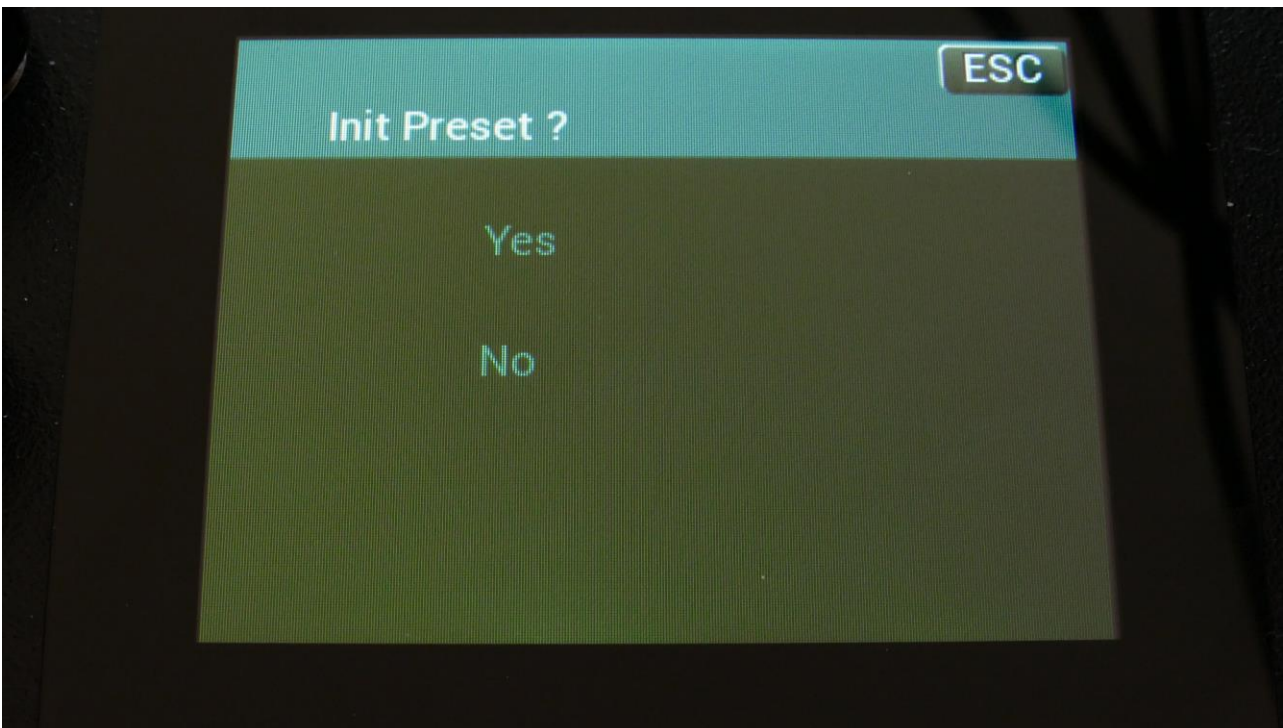 ESC
Init Preset ?
Yes
No